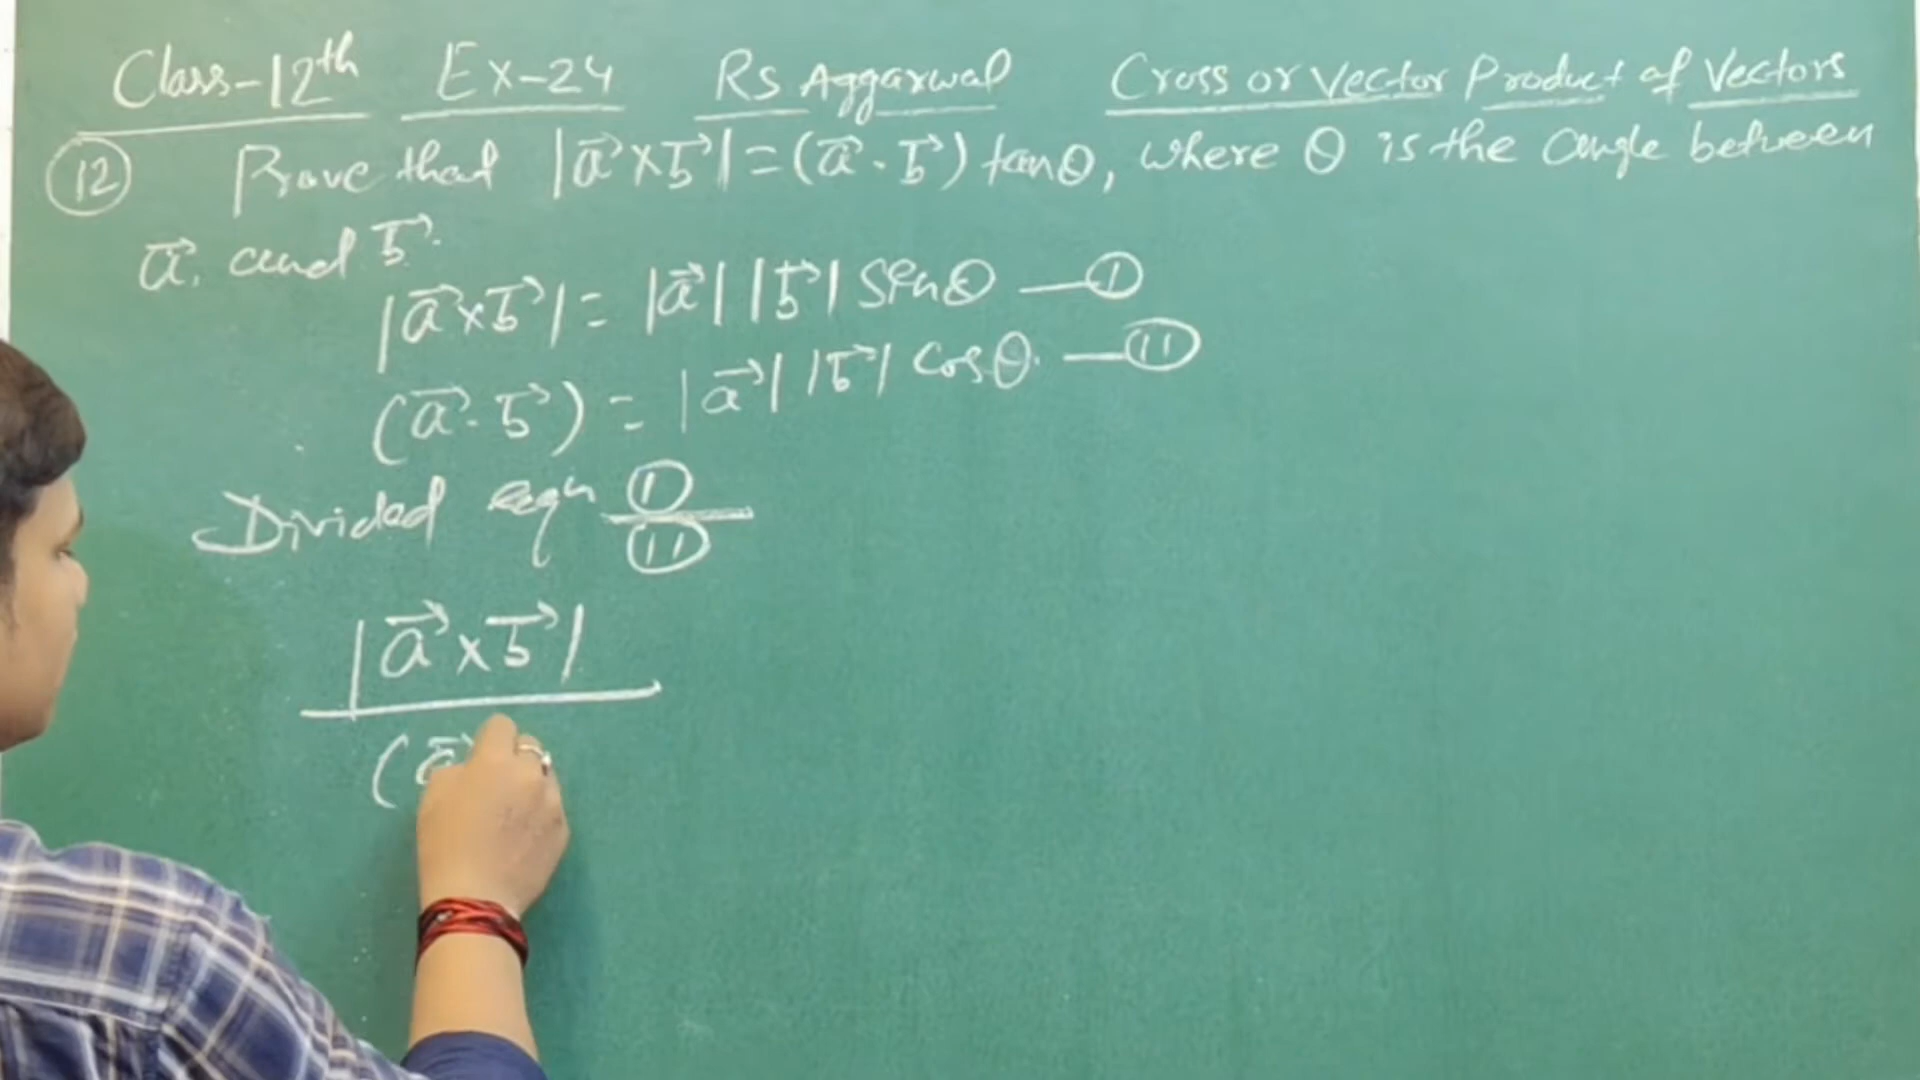 Class-12th Ex-24 RS Aggarwal Cross or Vector Product of Vectors
12 Prove that |a⃗ × b⃗| = (a⃗ · b⃗) tanθ, where θ is the angle between
a⃗ and b⃗.
|a⃗ × b⃗| = |a⃗| |b⃗| sinθ — I
(a⃗ · b⃗) = |a⃗| |b⃗| cosθ. — II
Divided eqn I
II
|a⃗ × b⃗|
(a⃗